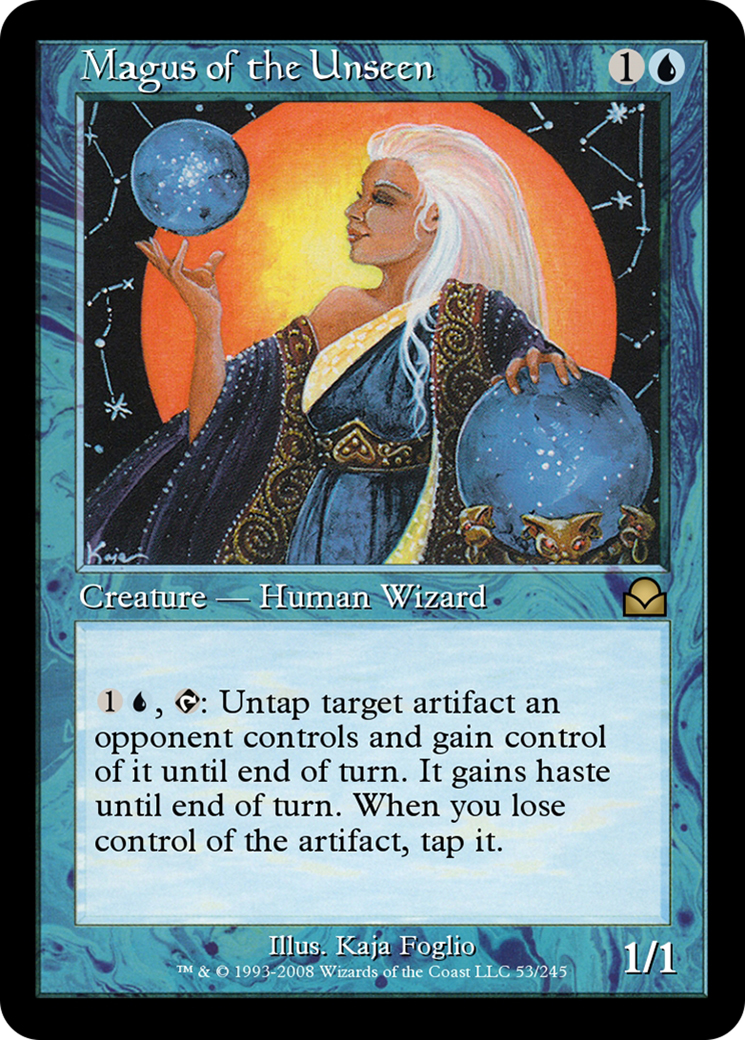 Magus of the Unseen 1
Kaja
Creature — Human Wizard
1 , : Untap target artifact an
opponent controls and gain control
of it until end of turn. It gains haste
until end of turn. When you lose
control of the artifact, tap it.
Illus. Kaja Foglio
™ & © 1993-2008 Wizards of the Coast LLC 53/245
1/1